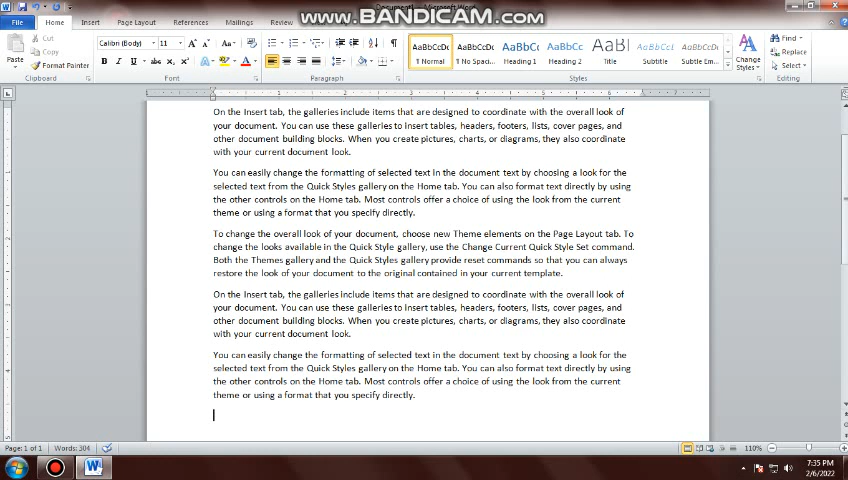 Document1 - Microsoft Word
WWW.BANDICAM.COM
File Home Insert Page Layout References Mailings Review
Cut
Copy
Paste
Format Painter
Calibri (Body) 11
AaBbCcDc AaBbCcDc AaBbCc AaBbCc AaBl AaBbCcl AaBbCcDc
¶ Normal ¶ No Spaci... Heading 1 Heading 2 Title Subtitle Subtle Em...
Change
Styles
Find
Replace
Select
Clipboard Font Paragraph Styles Editing
On the Insert tab, the galleries include items that are designed to coordinate with the overall look of
your document. You can use these galleries to insert tables, headers, footers, lists, cover pages, and
other document building blocks. When you create pictures, charts, or diagrams, they also coordinate
with your current document look.
You can easily change the formatting of selected text in the document text by choosing a look for the
selected text from the Quick Styles gallery on the Home tab. You can also format text directly by using
the other controls on the Home tab. Most controls offer a choice of using the look from the current
theme or using a format that you specify directly.
To change the overall look of your document, choose new Theme elements on the Page Layout tab. To
change the looks available in the Quick Style gallery, use the Change Current Quick Style Set command.
Both the Themes gallery and the Quick Styles gallery provide reset commands so that you can always
restore the look of your document to the original contained in your current template.
On the Insert tab, the galleries include items that are designed to coordinate with the overall look of
your document. You can use these galleries to insert tables, headers, footers, lists, cover pages, and
other document building blocks. When you create pictures, charts, or diagrams, they also coordinate
with your current document look.
You can easily change the formatting of selected text in the document text by choosing a look for the
selected text from the Quick Styles gallery on the Home tab. You can also format text directly by using
the other controls on the Home tab. Most controls offer a choice of using the look from the current
theme or using a format that you specify directly.
Page: 1 of 1 Words: 304 110%
7:35 PM
2/6/2022